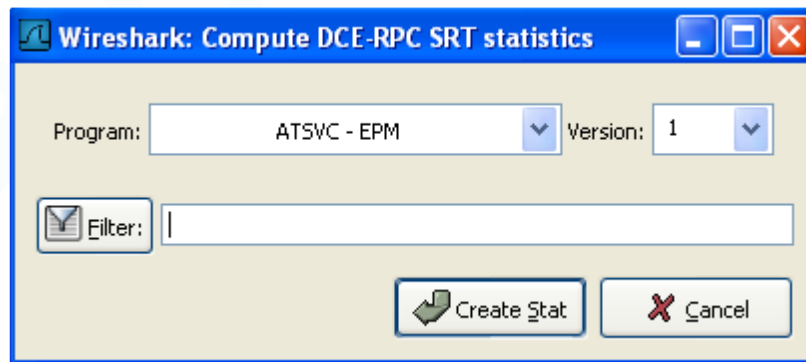 Wireshark: Compute DCE-RPC SRT statistics
Program: ATSVC - EPM Version: 1
Filter:
Create Stat Cancel